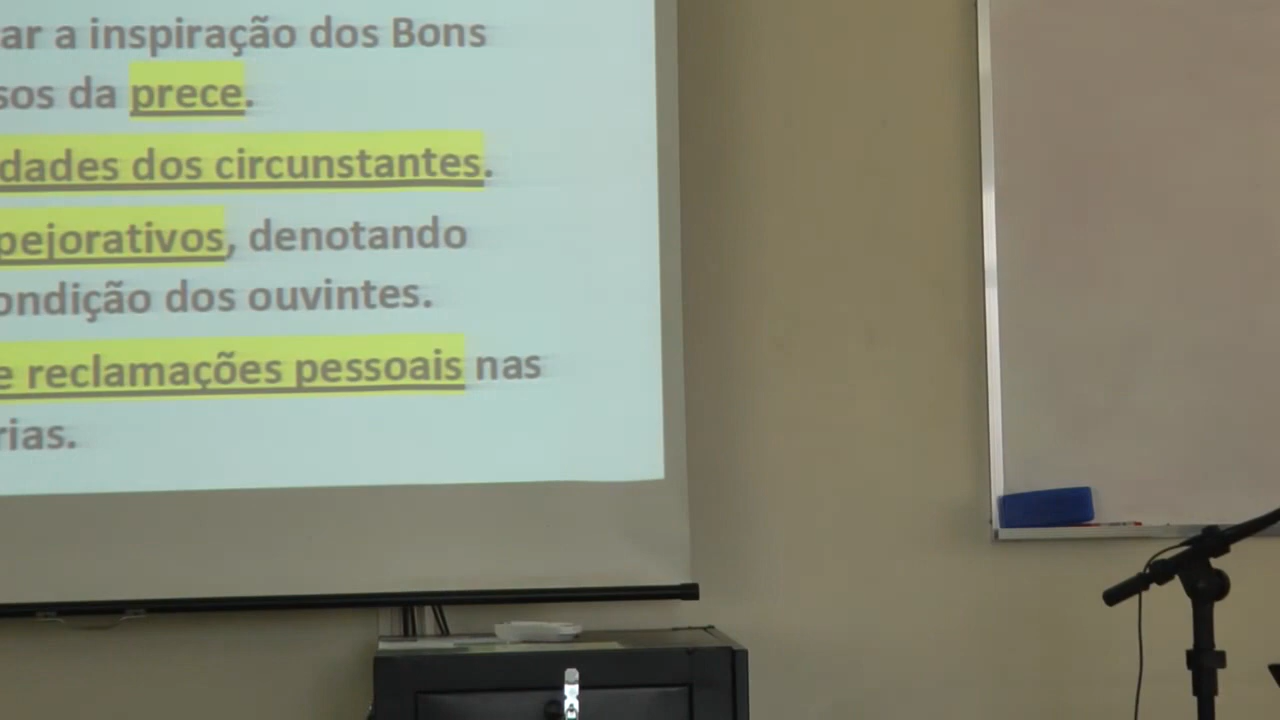 ar a inspiração dos Bons
sos da prece.
dades dos circunstantes.
pejorativos, denotando
ondição dos ouvintes.
e reclamações pessoais nas
rias.